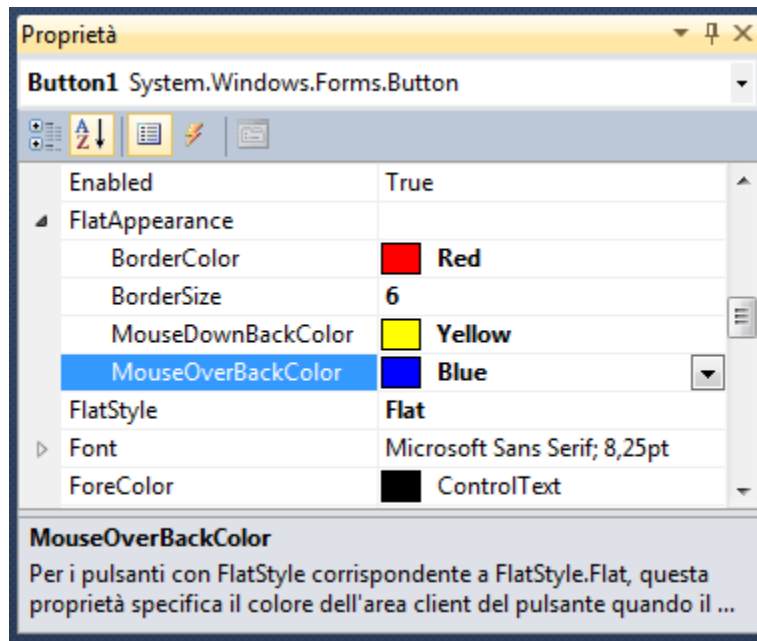 Proprietà
Button1 System.Windows.Forms.Button
Enabled True
FlatAppearance
BorderColor Red
BorderSize 6
MouseDownBackColor Yellow
MouseOverBackColor Blue
FlatStyle Flat
Font Microsoft Sans Serif; 8,25pt
ForeColor ControlText
MouseOverBackColor
Per i pulsanti con FlatStyle corrispondente a FlatStyle.Flat, questa
proprietà specifica il colore dell'area client del pulsante quando il ...